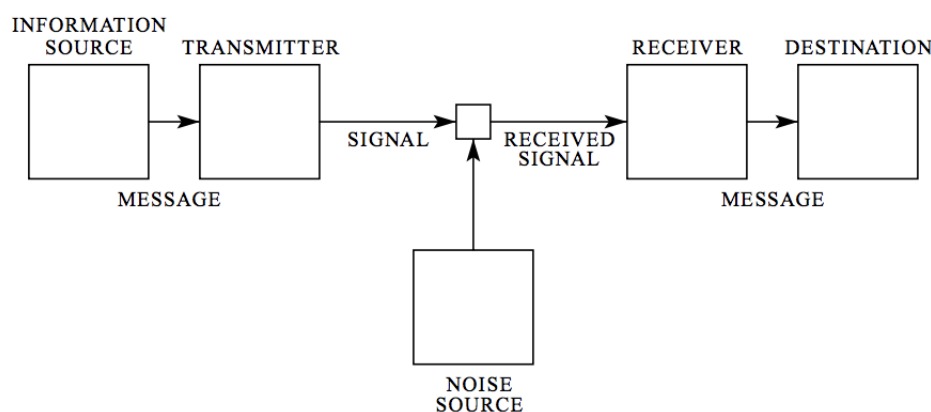 INFORMATION
SOURCE
TRANSMITTER
RECEIVER
DESTINATION
SIGNAL
RECEIVED
SIGNAL
MESSAGE
MESSAGE
NOISE
SOURCE